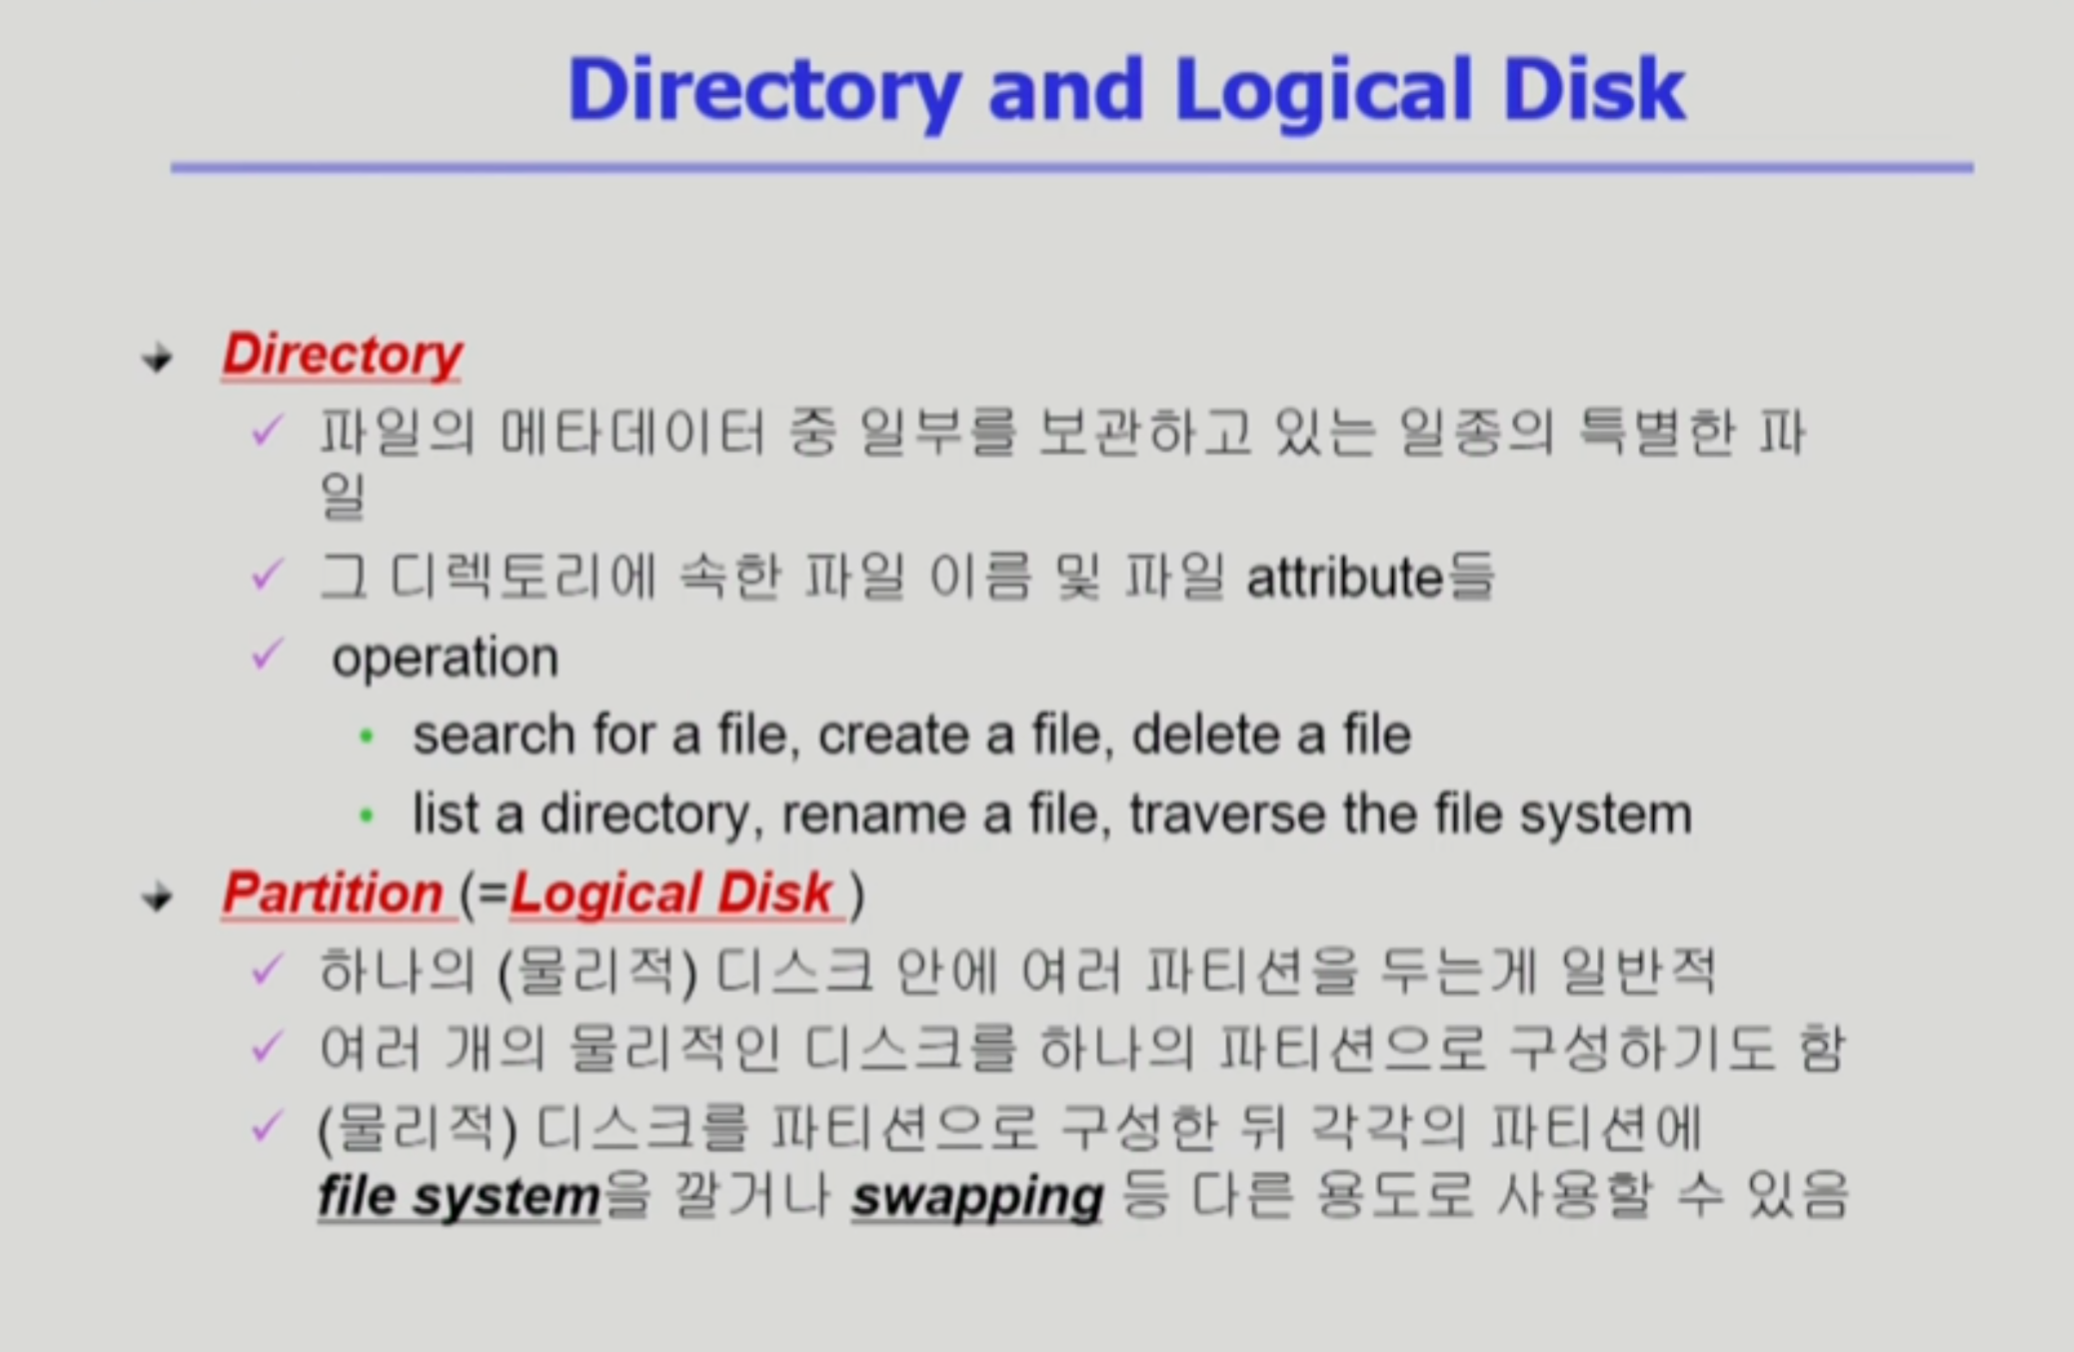 Directory and Logical Disk
Directory
파일의 메타데이터 중 일부를 보관하고 있는 일종의 특별한 파
일
그 디렉토리에 속한 파일 이름 및 파일 attribute들
operation
search for a file, create a file, delete a file
list a directory, rename a file, traverse the file system
Partition (=Logical Disk )
하나의 (물리적) 디스크 안에 여러 파티션을 두는게 일반적
여러 개의 물리적인 디스크를 하나의 파티션으로 구성하기도 함
(물리적) 디스크를 파티션으로 구성한 뒤 각각의 파티션에
file system을 깔거나 swapping 등 다른 용도로 사용할 수 있음